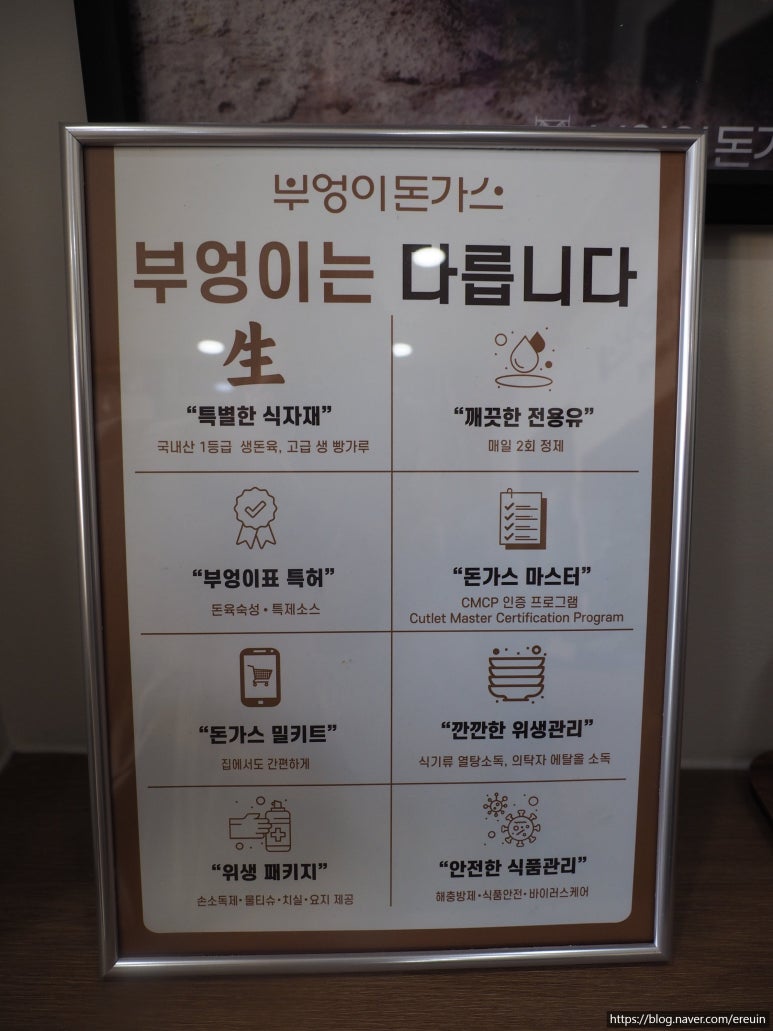 돈가
부엉이돈가스
부엉이는 다릅니다
生
“특별한 식자재”
국내산 1등급 생돈육, 고급 생 빵가루
“깨끗한 전용유”
매일 2회 정제
“부엉이표 특허”
돈육숙성•특제소스
“돈가스 마스터”
CMCP 인증 프로그램
Cutlet Master Certification Program
“돈가스 밀키트”
집에서도 간편하게
“깐깐한 위생관리”
식기류 열탕소독, 의탁자 에탈올 소독
“위생 패키지”
손소독제•물티슈•치실•요지 제공
“안전한 식품관리”
해충방제•식품안전•바이러스케어
https://blog.naver.com/ereuin